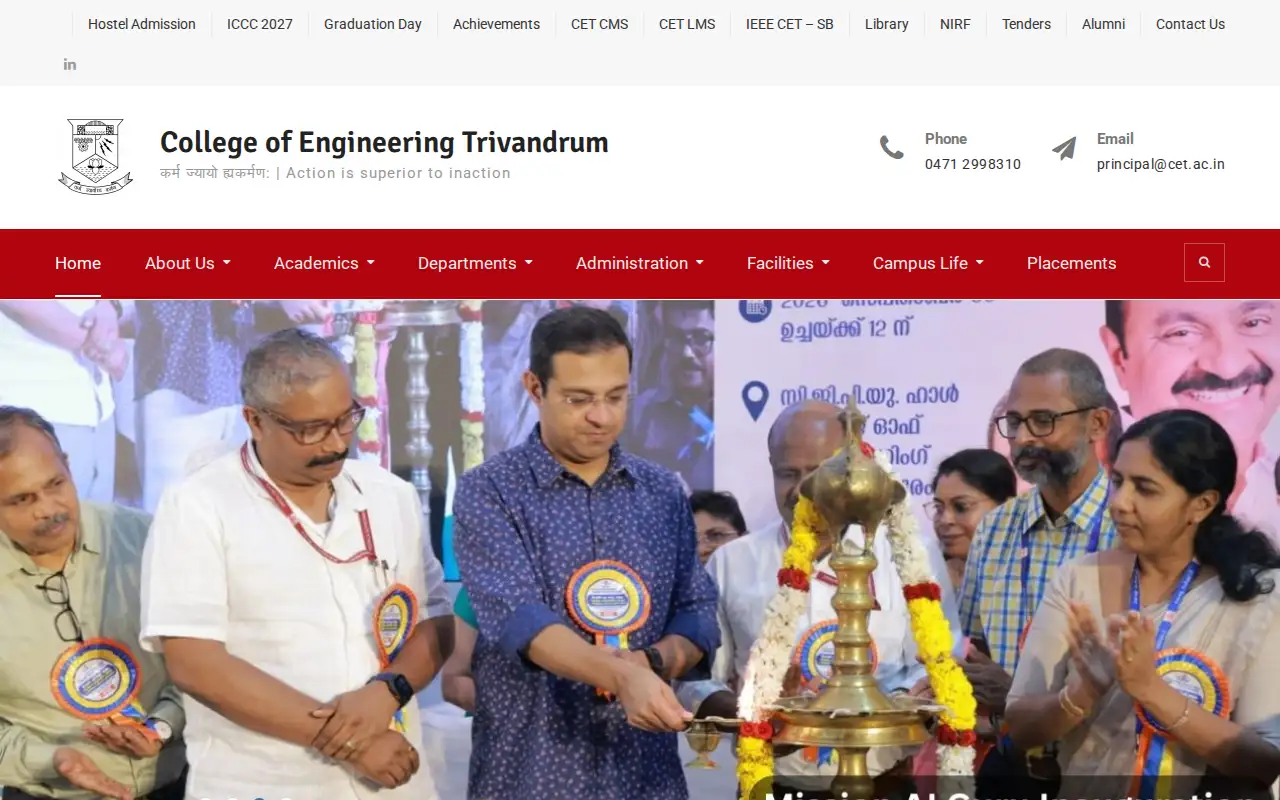 Hostel Admission
ICCC 2027
Graduation Day
Achievements
CET CMS
CET LMS
IEEE CET – SB
Library
NIRF
Tenders
Alumni
Contact Us
in
College of Engineering Trivandrum
कर्म ज्यायो ह्यकर्मण: | Action is superior to inaction
Phone
0471 2998310
Email
principal@cet.ac.in
Home
About Us
Academics
Departments
Administration
Facilities
Campus Life
Placements
ഉച്ചയ്ക്ക് 12 ന്
സി.ജി.പി.യു. ഹാൾ
ഓഫ്